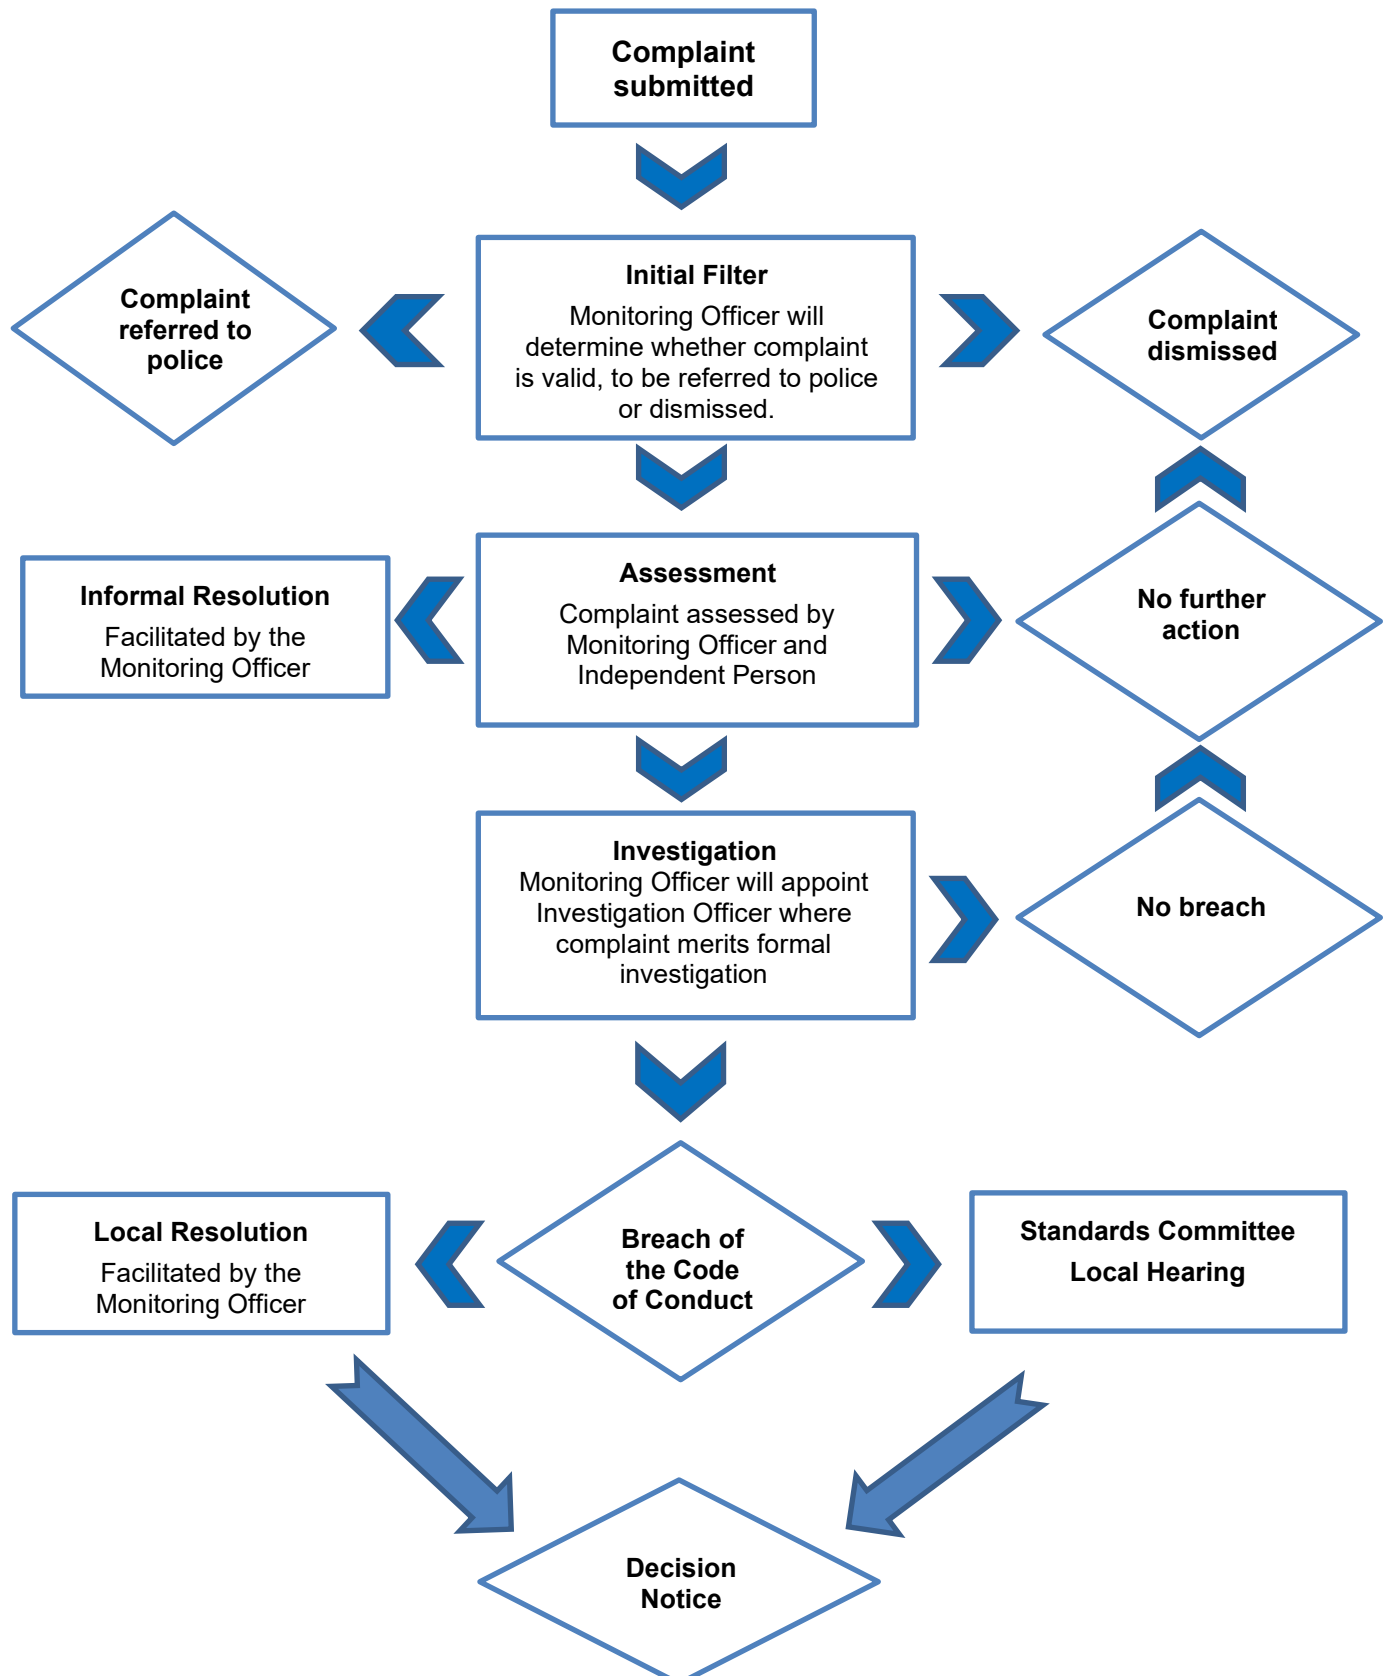 Complaint
submitted
Complaint
referred to
police
Initial Filter
Monitoring Officer will
determine whether complaint
is valid, to be referred to police
or dismissed.
Complaint
dismissed
Informal Resolution
Facilitated by the
Monitoring Officer
Assessment
Complaint assessed by
Monitoring Officer and
Independent Person
No further
action
Investigation
Monitoring Officer will appoint
Investigation Officer where
complaint merits formal
investigation
No breach
Local Resolution
Facilitated by the
Monitoring Officer
Breach of
the Code
of Conduct
Standards Committee
Local Hearing
Decision
Notice